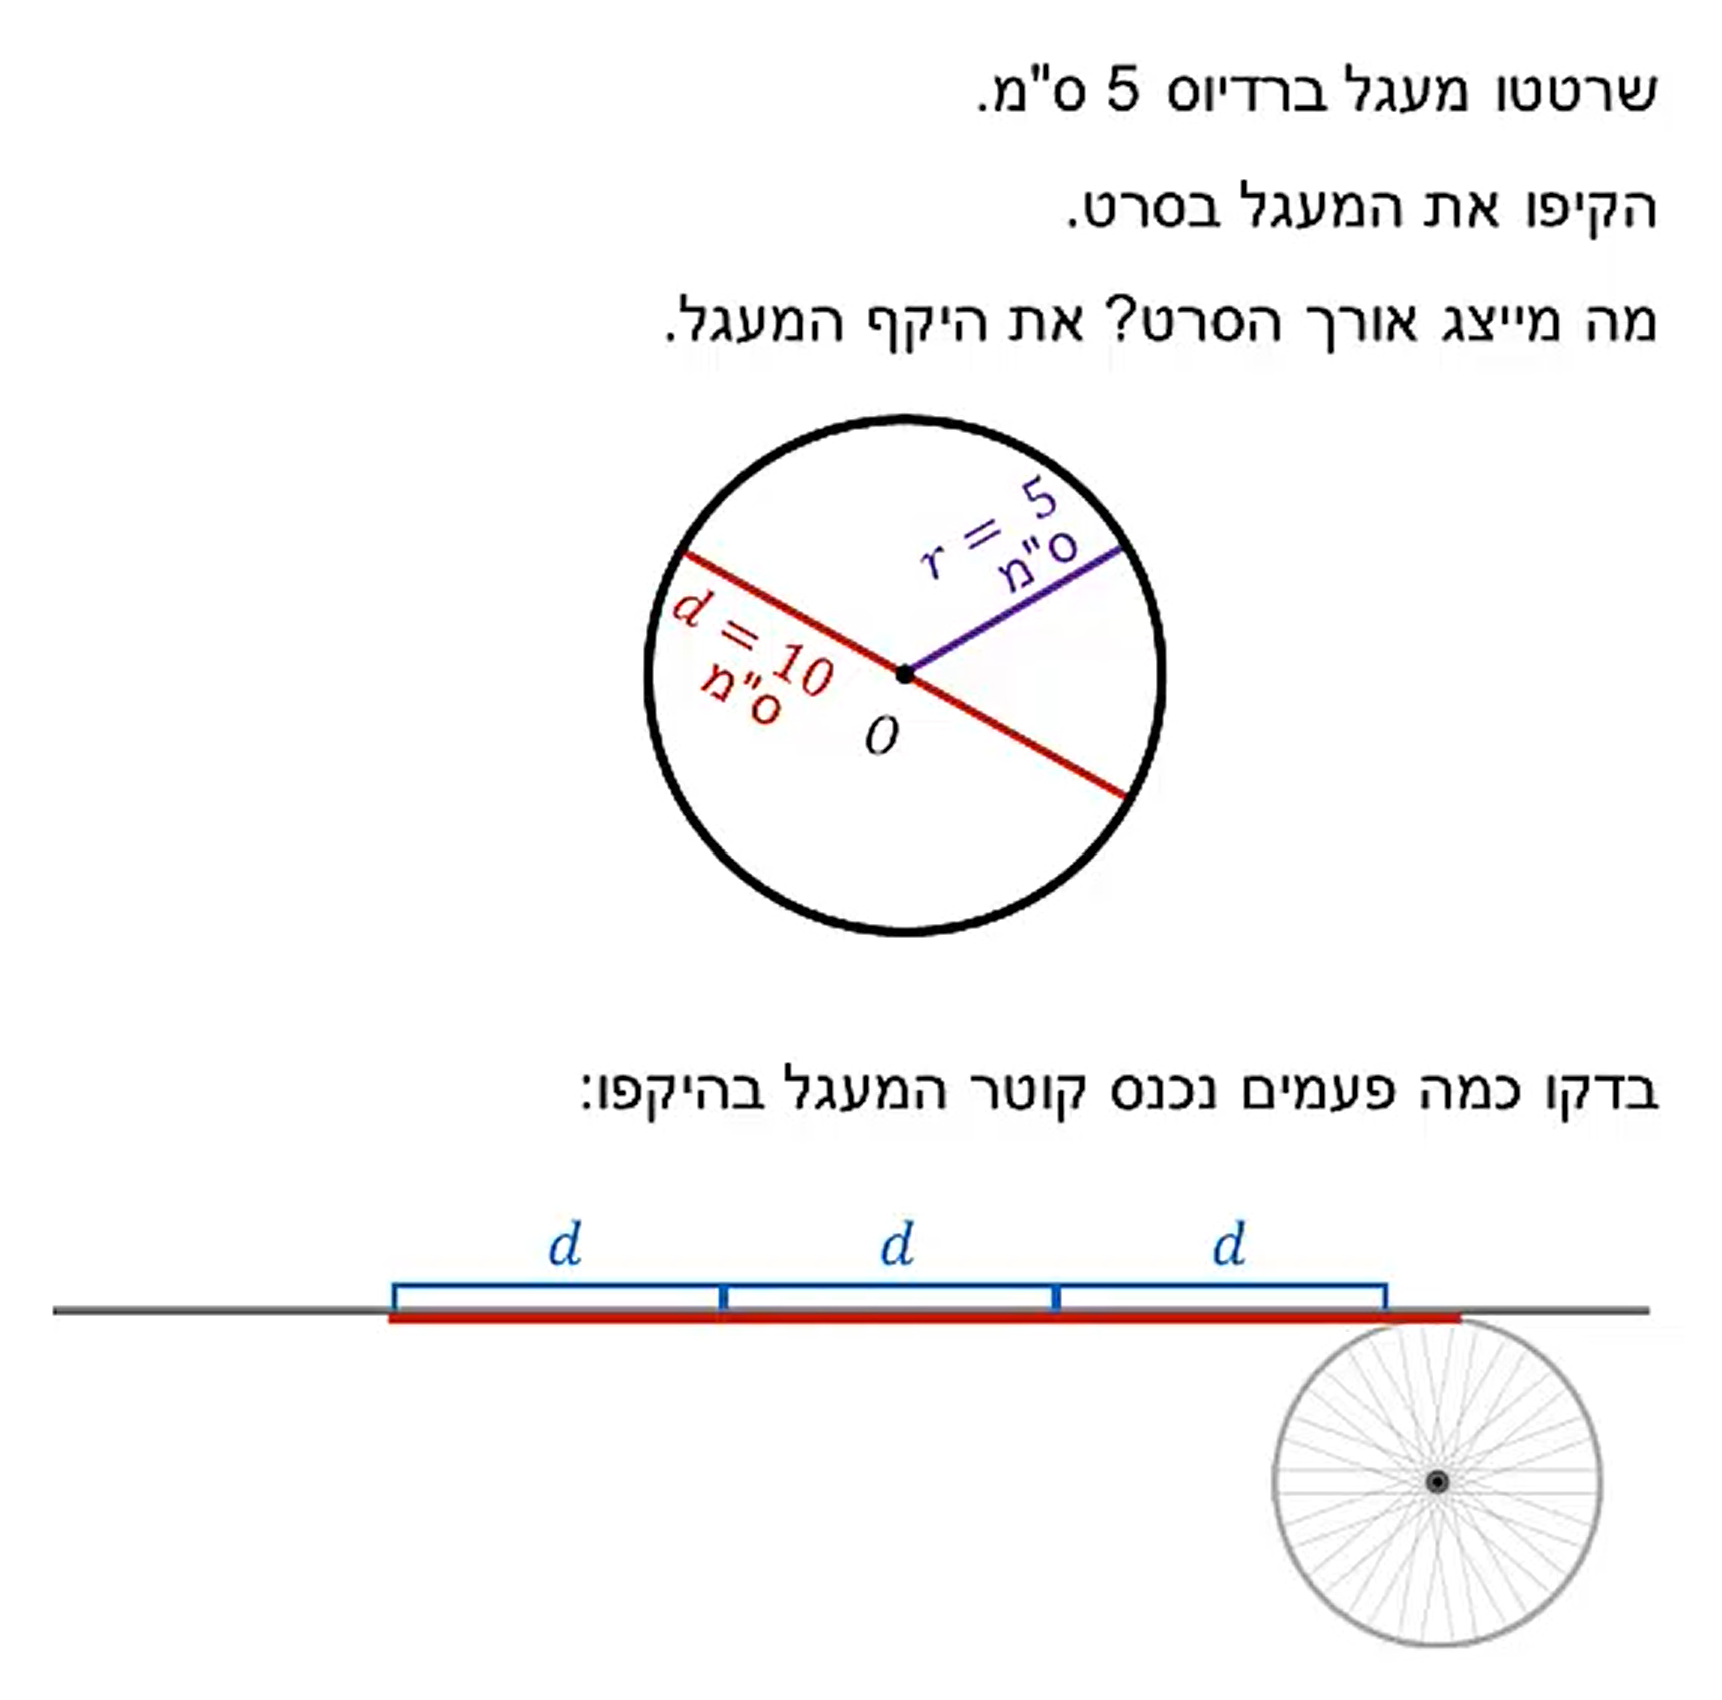 שרטטו מעגל ברדיוס 5 ס"מ.
הקיפו את המעגל בסרט.
מה מייצג אורך הסרט? את היקף המעגל.
r = 5
ס"מ
d = 10
ס"מ
O
בדקו כמה פעמים נכנס קוטר המעגל בהיקפו:
d d d